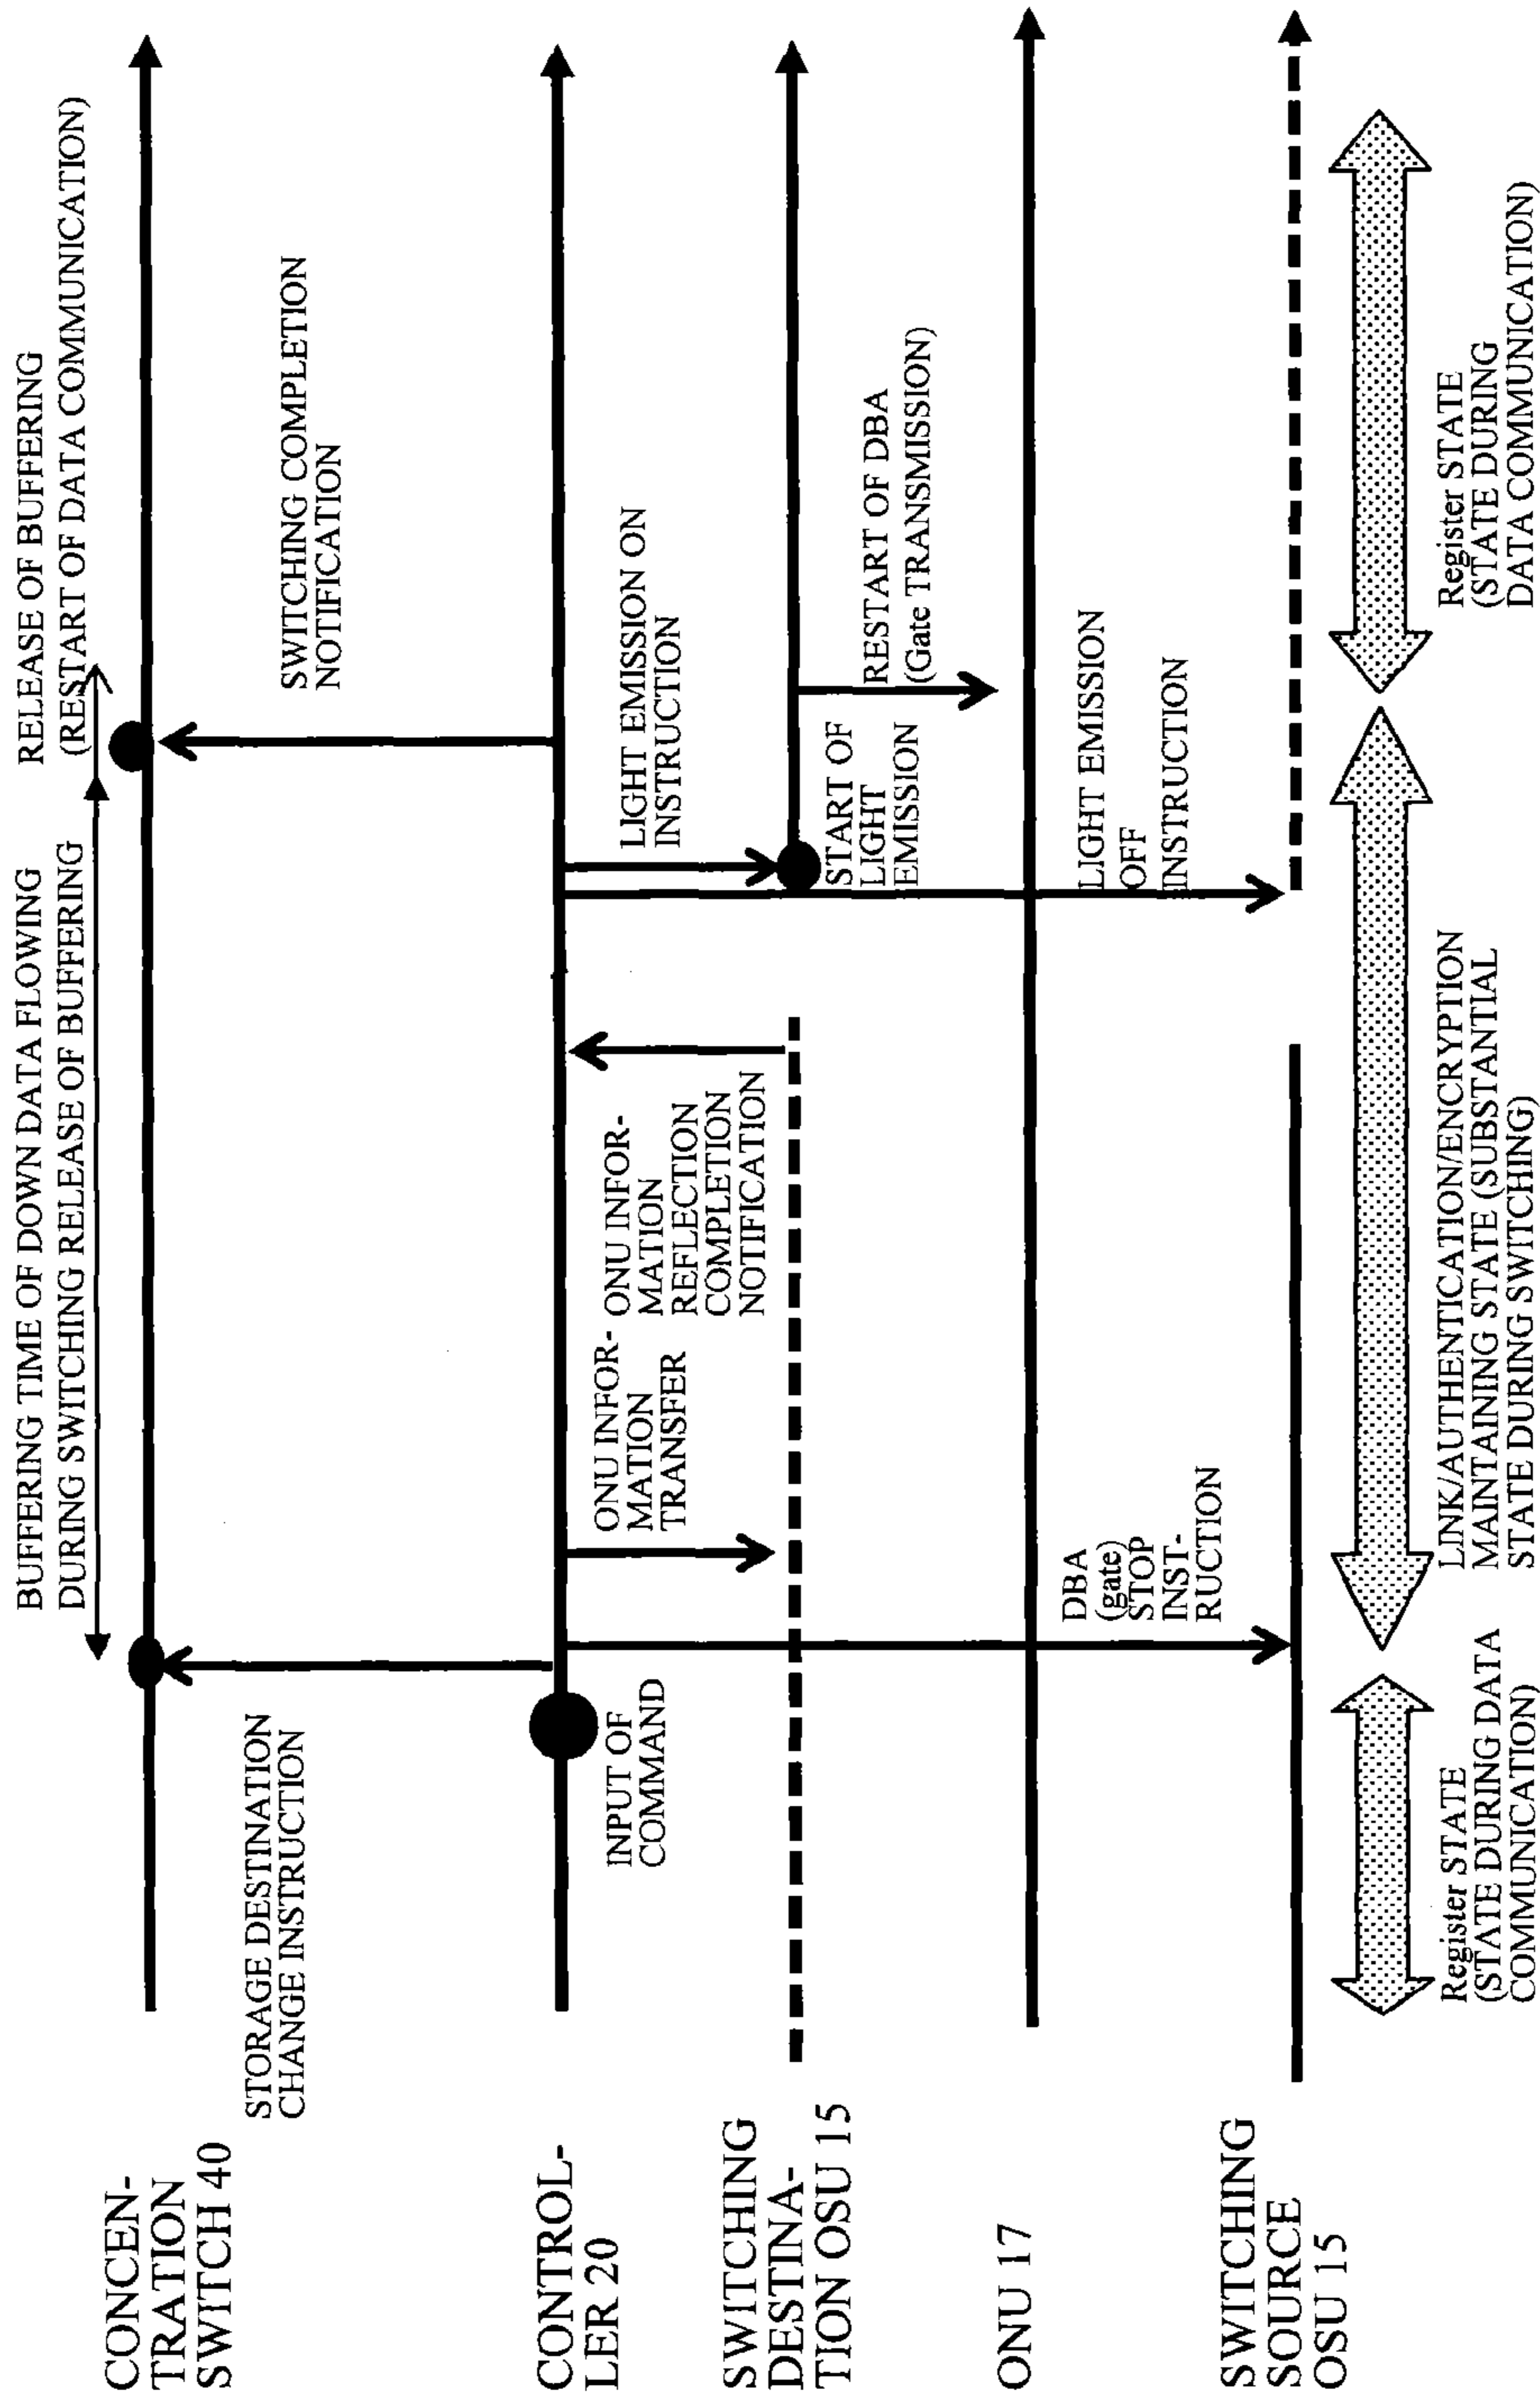 BUFFERING TIME OF DOWN DATA FLOWING
DURING SWITCHING RELEASE OF BUFFERING
RELEASE OF BUFFERING
(RESTART OF DATA COMMUNICATION)
CONCEN-
TRATION
SWITCH 40
STORAGE DESTINATION
CHANGE INSTRUCTION
SWITCHING COMPLETION
NOTIFICATION
CONTROL-
LER 20
INPUT OF
COMMAND
ONU INFOR-
MATION
TRANSFER
ONU INFOR-
MATION
REFLECTION
COMPLETION
NOTIFICATION
LIGHT EMISSION ON
INSTRUCTION
SWITCHING
DESTINA-
TION OSU 15
START OF
LIGHT
EMISSION
RESTART OF DBA
(Gate TRANSMISSION)
ONU 17
DBA
(gate)
STOP
INST-
RUCTION
LIGHT EMISSION
OFF
INSTRUCTION
SWITCHING
SOURCE
OSU 15
Register STATE
(STATE DURING DATA
COMMUNICATION)
LINK/AUTHENTICATION/ENCRYPTION
MAINTAINING STATE (SUBSTANTIAL
STATE DURING SWITCHING)
Register STATE
(STATE DURING
DATA COMMUNICATION)